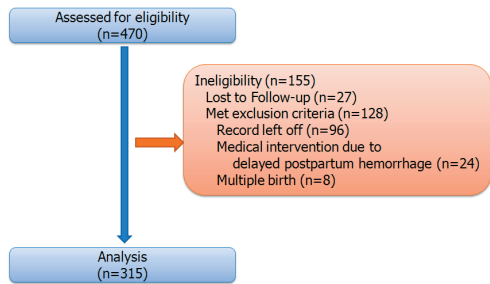 Assessed for eligibility
(n=470)
Ineligibility (n=155)
Lost to Follow-up (n=27)
Met exclusion criteria (n=128)
Record left off (n=96)
Medical intervention due to
delayed postpartum hemorrhage (n=24)
Multiple birth (n=8)
Analysis
(n=315)